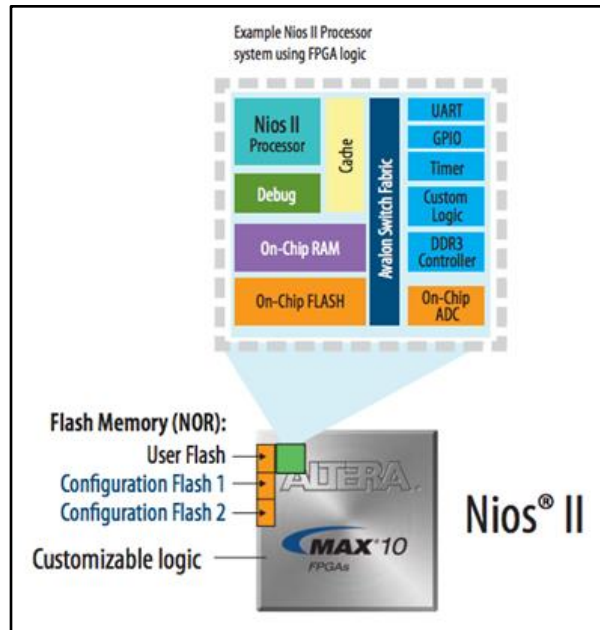 Example Nios II Processor
system using FPGA logic
Nios II
Processor
Debug
Cache
On-Chip RAM
On-Chip FLASH
Avalon Switch Fabric
UART
GPIO
Timer
Custom
Logic
DDR3
Controller
On-Chip
ADC
Flash Memory (NOR):
User Flash
Configuration Flash 1
Configuration Flash 2
Customizable logic
ALTERA
MAX 10
FPGAs
Nios® II